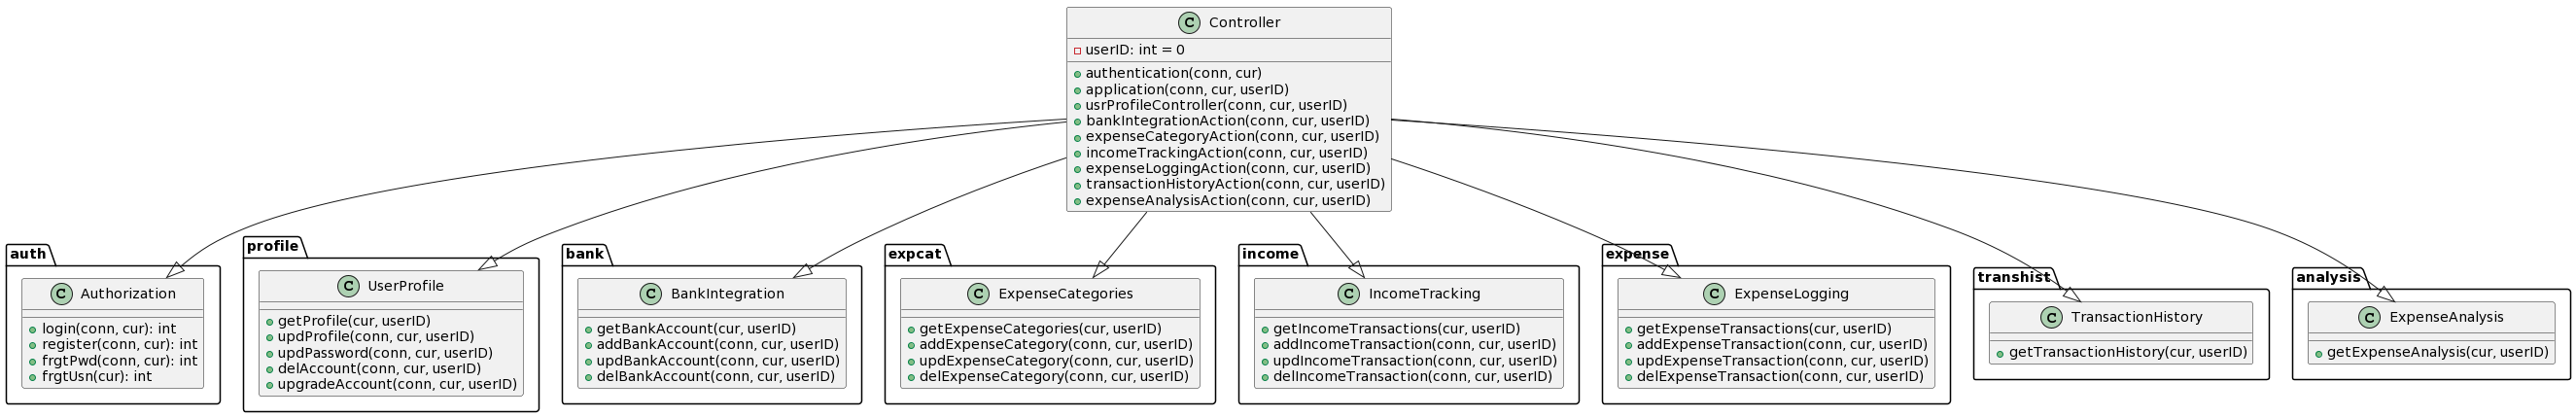 C Controller
userID: int = 0
authentication(conn, cur)
application(conn, cur, userID)
usrProfileController(conn, cur, userID)
bankIntegrationAction(conn, cur, userID)
expenseCategoryAction(conn, cur, userID)
incomeTrackingAction(conn, cur, userID)
expenseLoggingAction(conn, cur, userID)
transactionHistoryAction(conn, cur, userID)
expenseAnalysisAction(conn, cur, userID)
auth
C Authorization
login(conn, cur): int
register(conn, cur): int
frgtPwd(conn, cur): int
frgtUsn(cur): int
profile
C UserProfile
getProfile(cur, userID)
updProfile(conn, cur, userID)
updPassword(conn, cur, userID)
delAccount(conn, cur, userID)
upgradeAccount(conn, cur, userID)
bank
C BankIntegration
getBankAccount(cur, userID)
addBankAccount(conn, cur, userID)
updBankAccount(conn, cur, userID)
delBankAccount(conn, cur, userID)
expcat
C ExpenseCategories
getExpenseCategories(cur, userID)
addExpenseCategory(conn, cur, userID)
updExpenseCategory(conn, cur, userID)
delExpenseCategory(conn, cur, userID)
income
C IncomeTracking
getIncomeTransactions(cur, userID)
addIncomeTransaction(conn, cur, userID)
updIncomeTransaction(conn, cur, userID)
delIncomeTransaction(conn, cur, userID)
expense
C ExpenseLogging
getExpenseTransactions(cur, userID)
addExpenseTransaction(conn, cur, userID)
updExpenseTransaction(conn, cur, userID)
delExpenseTransaction(conn, cur, userID)
transhist
C TransactionHistory
getTransactionHistory(cur, userID)
analysis
C ExpenseAnalysis
getExpenseAnalysis(cur, userID)